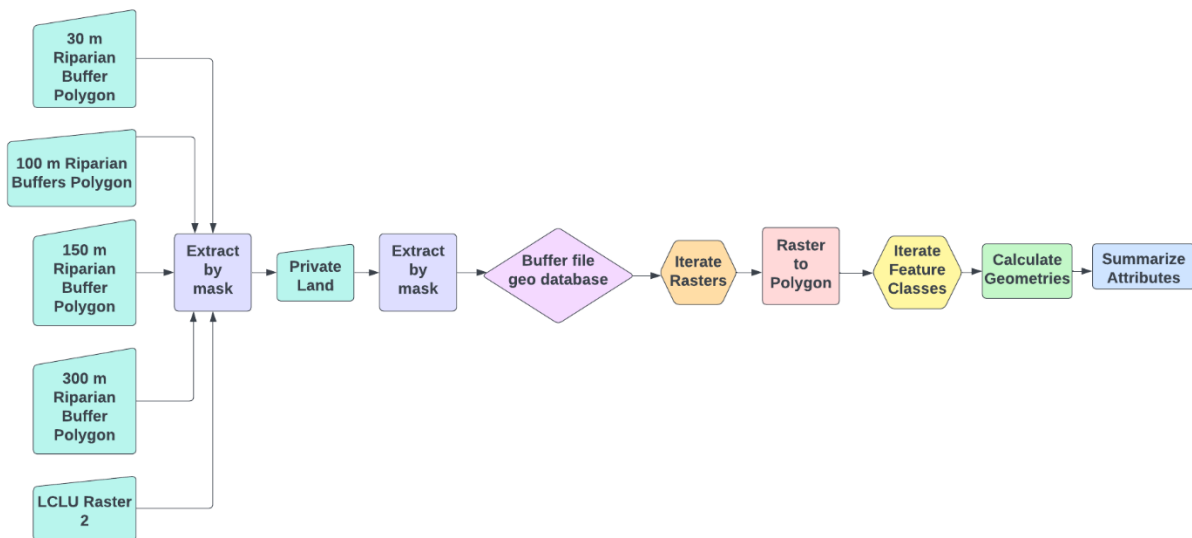 30 m
Riparian
Buffer
Polygon
100 m Riparian
Buffers Polygon
150 m
Riparian
Buffer
Polygon
300 m
Riparian
Buffer
Polygon
LCLU Raster
2
Extract
by
mask
Private
Land
Extract
by
mask
Buffer file
geo database
Iterate
Rasters
Raster
to
Polygon
Iterate
Feature
Classes
Calculate
Geometries
Summarize
Attributes